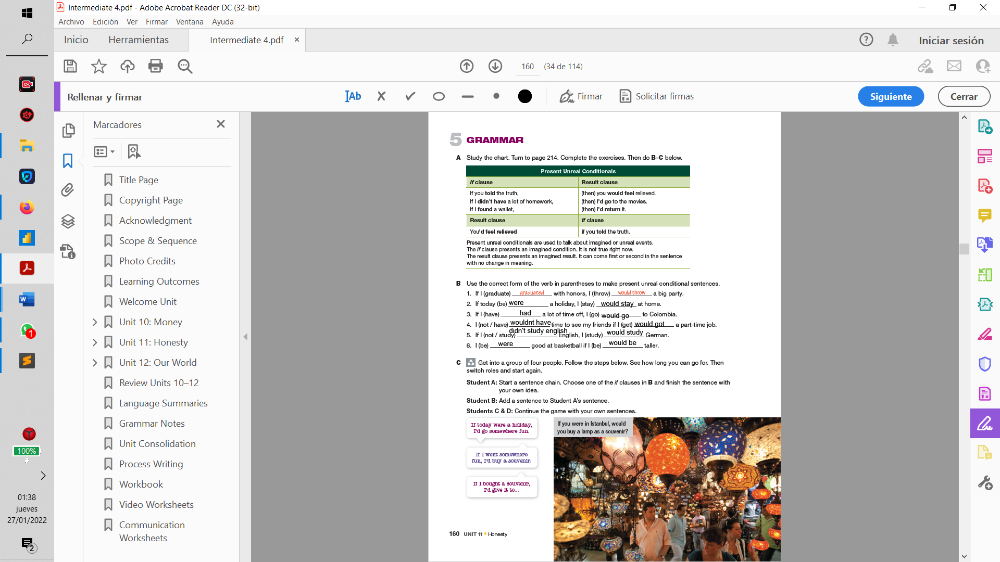 Intermediate 4.pdf - Adobe Acrobat Reader DC (32-bit)
Archivo Edición Ver Firmar Ventana Ayuda
Inicio Herramientas Intermediate 4.pdf × Iniciar sesión
160 (34 de 114)
Rellenar y firmar Ab Firmar Solicitar firmas Siguiente Cerrar
Marcadores
Title Page
Copyright Page
Acknowledgment
Scope & Sequence
Photo Credits
Learning Outcomes
Welcome Unit
Unit 10: Money
Unit 11: Honesty
Unit 12: Our World
Review Units 10–12
Language Summaries
Grammar Notes
Unit Consolidation
Process Writing
Workbook
Video Worksheets
Communication
Worksheets
1
100%
01:38
jueves
27/01/2022
2
5 GRAMMAR
A Study the chart. Turn to page 214. Complete the exercises. Then do B–C below.
Present Unreal Conditionals
If clause Result clause
If you told the truth, (then) you would feel relieved.
If I didn't have a lot of homework, (then) I'd go to the movies.
If I found a wallet, (then) I'd return it.
Result clause If clause
You'd feel relieved if you told the truth.
Present unreal conditionals are used to talk about imagined or unreal events.
The if clause presents an imagined condition. It is not true right now.
The result clause presents an imagined result. It can come first or second in the sentence
with no change in meaning.
B Use the correct form of the verb in parentheses to make present unreal conditional sentences.
1. If I (graduate) graduated with honors, I (throw) would throw a big party.
2. If today (be) were a holiday, I (stay) would stay at home.
3. If I (have) had a lot of time off, I (go) would go to Colombia.
4. I (not / have) wouldnt have time to see my friends if I (get) would got a part-time job.
5. If I (not / study) didn't study english English, I (study) would study German.
6. I (be) were good at basketball if I (be) would be taller.
C Get into a group of four people. Follow the steps below. See how long you can go for. Then
switch roles and start again.
Student A: Start a sentence chain. Choose one of the if clauses in B and finish the sentence with
your own idea.
Student B: Add a sentence to Student A's sentence.
Students C & D: Continue the game with your own sentences.
If today were a holiday,
I'd go somewhere fun.
If I went somewhere
fun, I'd buy a souvenir.
If I bought a souvenir,
I'd give it to...
If you were in Istanbul, would
you buy a lamp as a souvenir?
160 UNIT 11 • Honesty